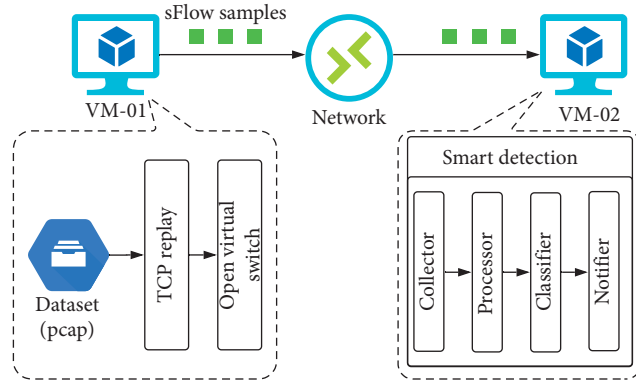 sFlow samples
VM-01
Network
VM-02
Dataset
(pcap)
TCP replay
Open virtual
switch
Smart detection
Collector
Processor
Classifier
Notifier